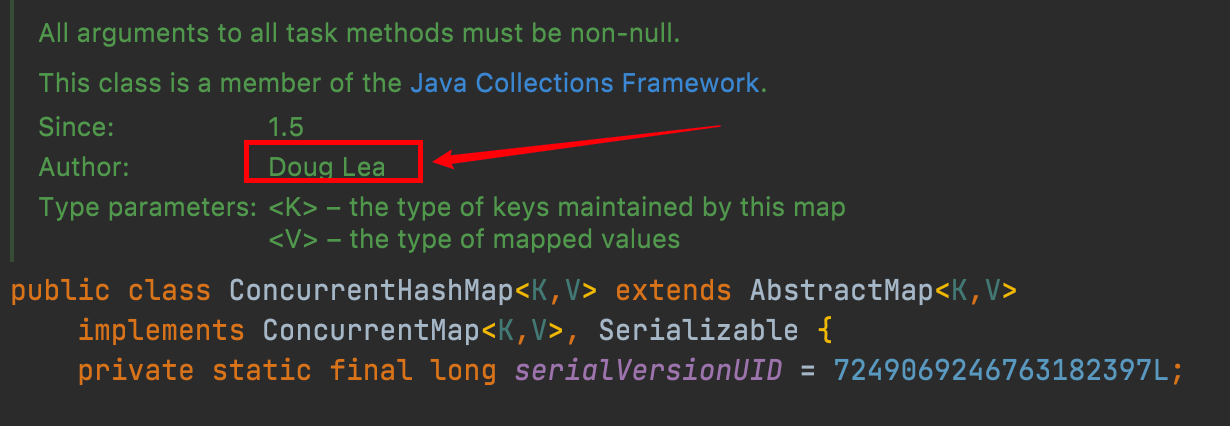 All arguments to all task methods must be non-null.
This class is a member of the Java Collections Framework.
Since: 1.5
Author: Doug Lea
Type parameters: <K> – the type of keys maintained by this map
<V> – the type of mapped values
public class ConcurrentHashMap<K,V> extends AbstractMap<K,V>
implements ConcurrentMap<K,V>, Serializable {
private static final long serialVersionUID = 7249069246763182397L;